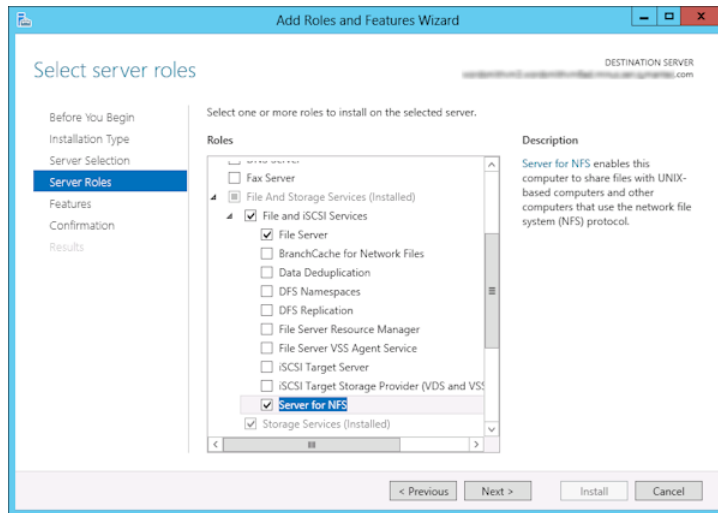 Add Roles and Features Wizard
Select server roles
DESTINATION SERVER
.com
Before You Begin
Installation Type
Server Selection
Server Roles
Features
Confirmation
Results
Select one or more roles to install on the selected server.
Roles
Fax Server
File And Storage Services (Installed)
File and iSCSI Services
File Server
BranchCache for Network Files
Data Deduplication
DFS Namespaces
DFS Replication
File Server Resource Manager
File Server VSS Agent Service
iSCSI Target Server
iSCSI Target Storage Provider (VDS and VSS
Server for NFS
Storage Services (Installed)
Description
Server for NFS enables this
computer to share files with UNIX-
based computers and other
computers that use the network file
system (NFS) protocol.
< Previous
Next >
Install
Cancel